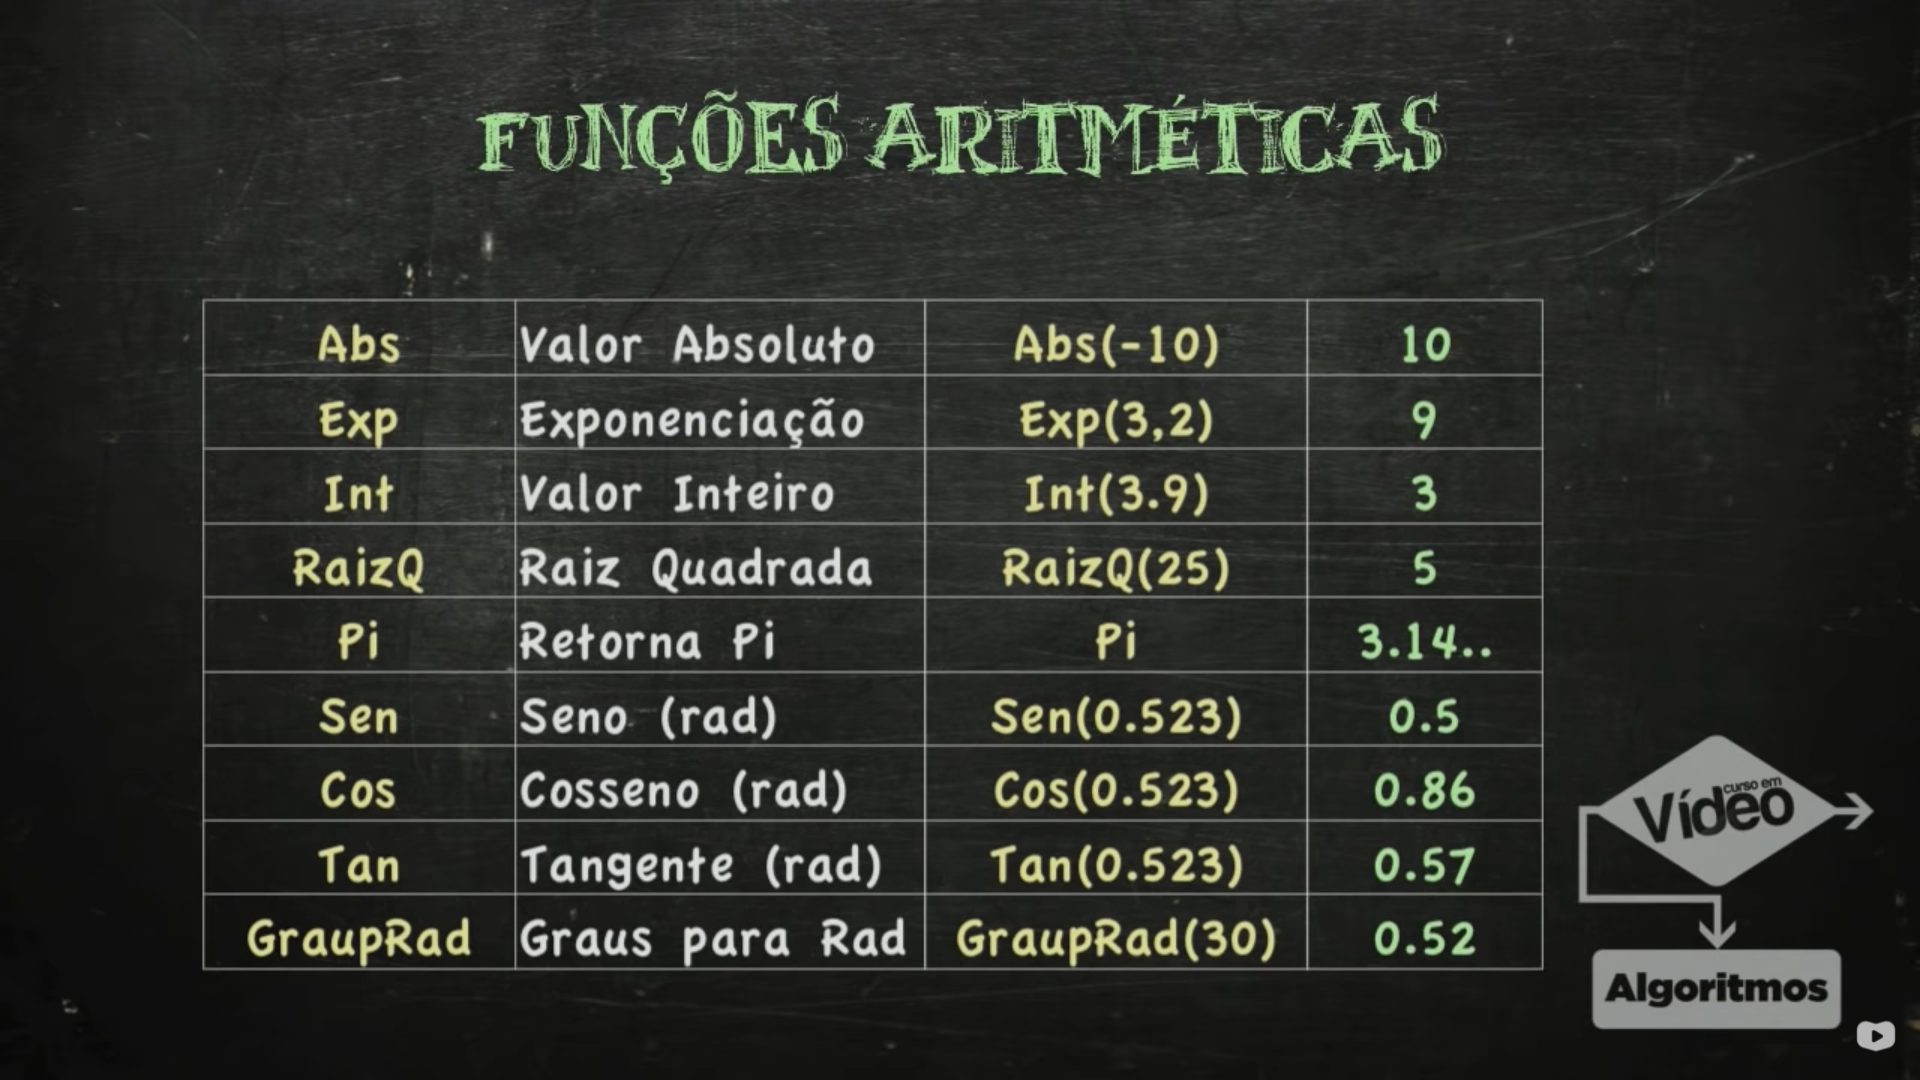 FUNÇÕES ARITMÉTICAS
Abs Valor Absoluto Abs(-10) 10
Exp Exponenciação Exp(3,2) 9
Int Valor Inteiro Int(3.9) 3
RaizQ Raiz Quadrada RaizQ(25) 5
Pi Retorna Pi Pi 3.14..
Sen Seno (rad) Sen(0.523) 0.5
Cos Cosseno (rad) Cos(0.523) 0.86
Tan Tangente (rad) Tan(0.523) 0.57
GraupRad Graus para Rad GraupRad(30) 0.52
curso em
Vídeo
Algoritmos